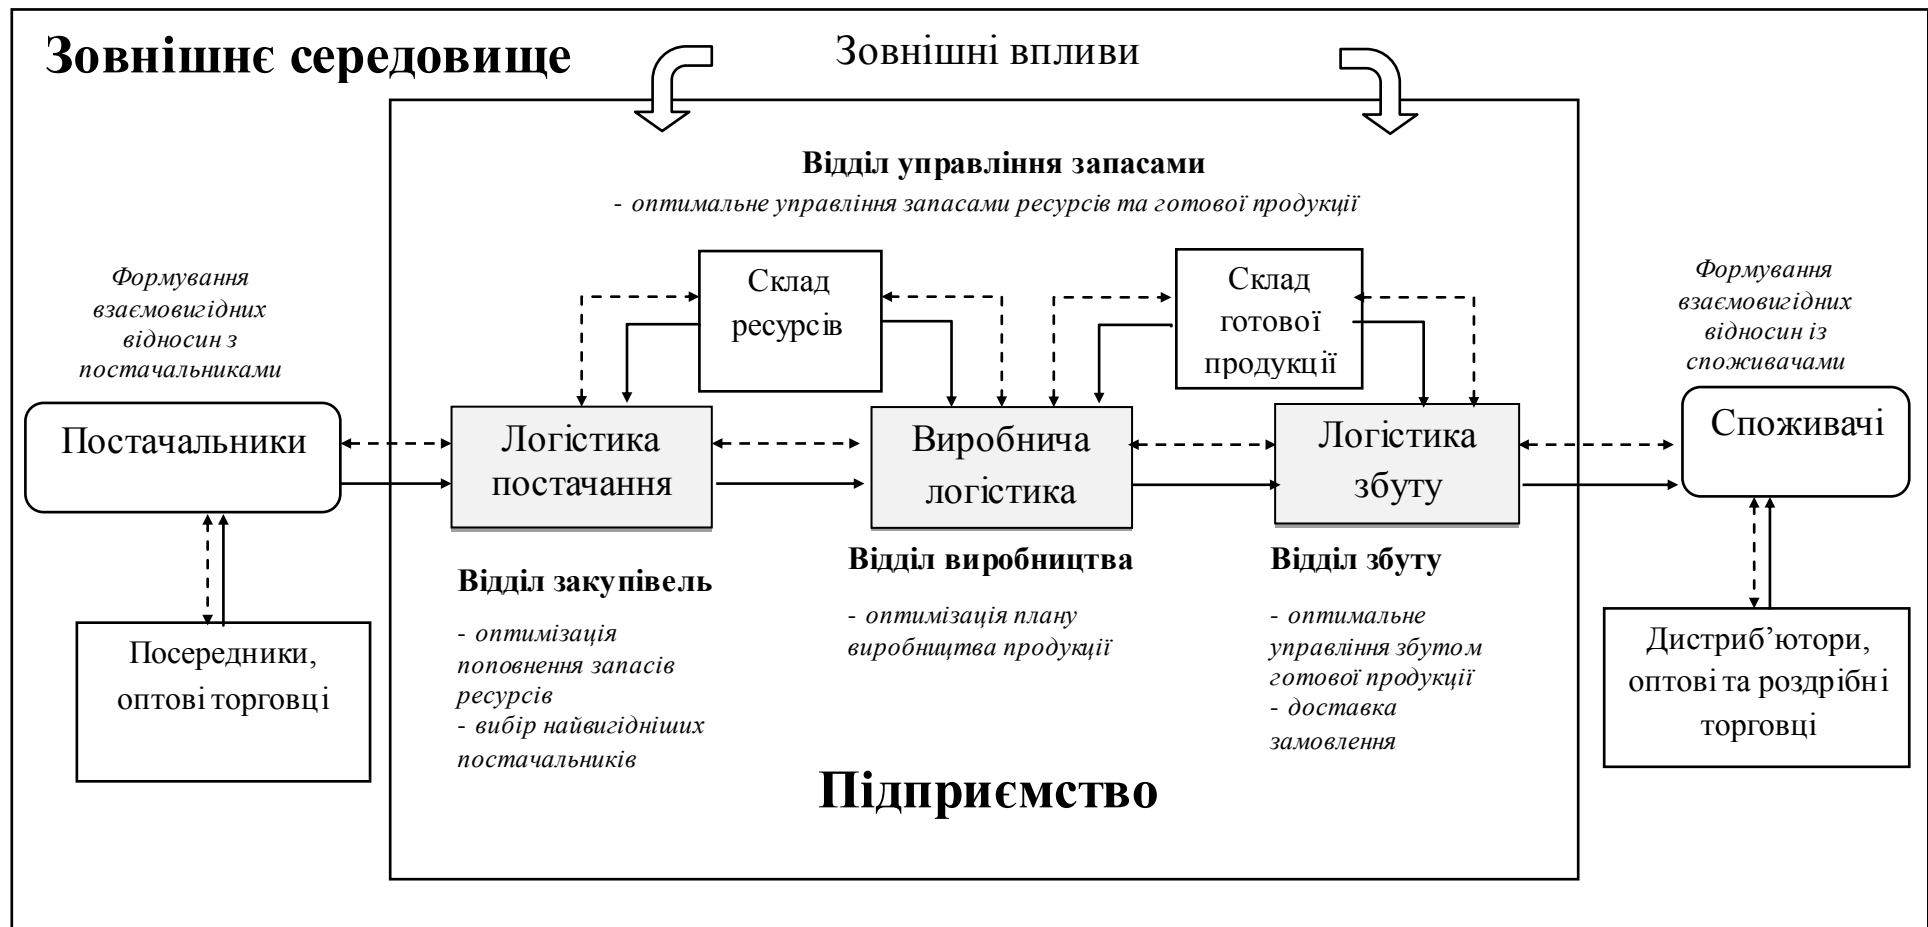 Зовнішнє середовище
Зовнішні впливи
Відділ управління запасами
- оптимальне управління запасами ресурсів та готової продукції
Формування
взаємовигідних
відносин з
постачальниками
Склад
ресурсів
Склад
готової
продукції
Формування
взаємовигідних
відносин із
споживачами
Постачальники
Логістика
постачання
Виробнича
логістика
Логістика
збуту
Споживачі
Відділ закупівель
- оптимізація
поповнення запасів
ресурсів
- вибір найвигідніших
постачальників
Відділ виробництва
- оптимізація плану
виробництва продукції
Відділ збуту
- оптимальне
управління збутом
готової продукції
- доставка
замовлення
Посередники,
оптові торговці
Дистриб’ютори,
оптові та роздрібні
торговці
Підприємство